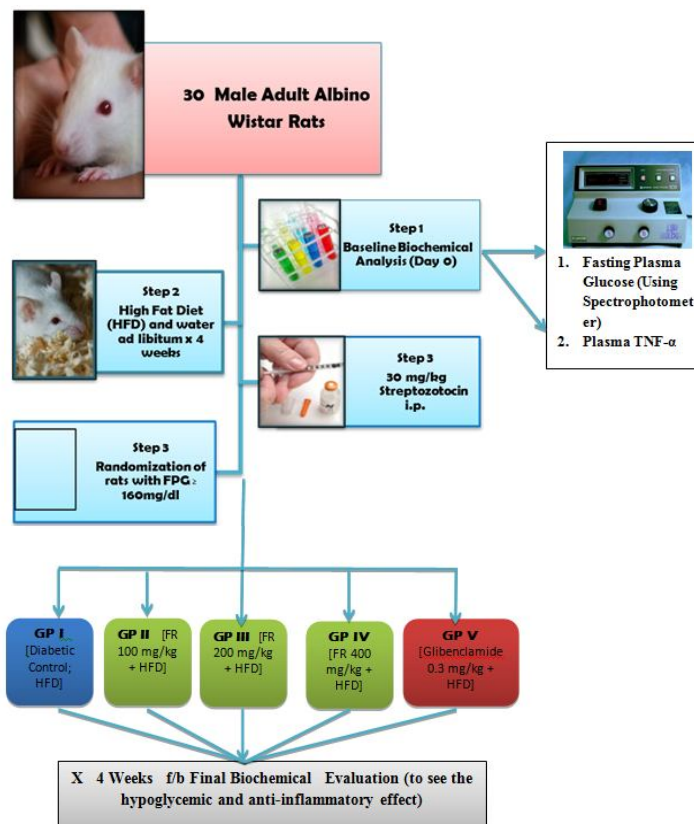 30 Male Adult Albino
Wistar Rats
Step 1
Baseline Biochemical
Analysis (Day 0)
1. Fasting Plasma
Glucose (Using
Spectrophotomet
er)
2. Plasma TNF-α
Step 2
High Fat Diet
(HFD) and water
ad libitum x 4
weeks
Step 3
30 mg/kg
Streptozotocin
i.p.
Step 3
Randomization of
rats with FPG ≥
160mg/dl
GP I
[Diabetic
Control;
HFD]
GP II [FR
100 mg/kg
+ HFD]
GP III [FR
200 mg/kg
+ HFD]
GP IV
[FR 400
mg/kg +
HFD]
GP V
[Glibenclamide
0.3 mg/kg +
HFD]
X 4 Weeks f/b Final Biochemical Evaluation (to see the
hypoglycemic and anti-inflammatory effect)